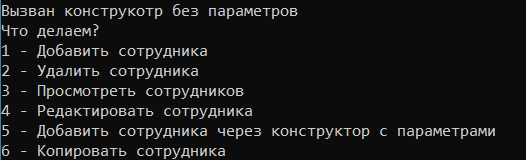 Вызван конструкотр без параметров
Что делаем?
1 - Добавить сотрудника
2 - Удалить сотрудника
3 - Просмотреть сотрудников
4 - Редактировать сотрудника
5 - Добавить сотрудника через конструктор с параметрами
6 - Копировать сотрудника